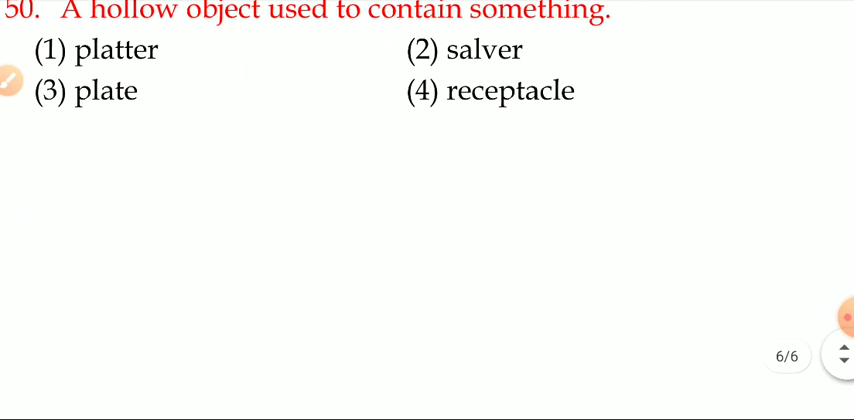 50. A hollow object used to contain something.
(1) platter (2) salver
(3) plate (4) receptacle
6/6